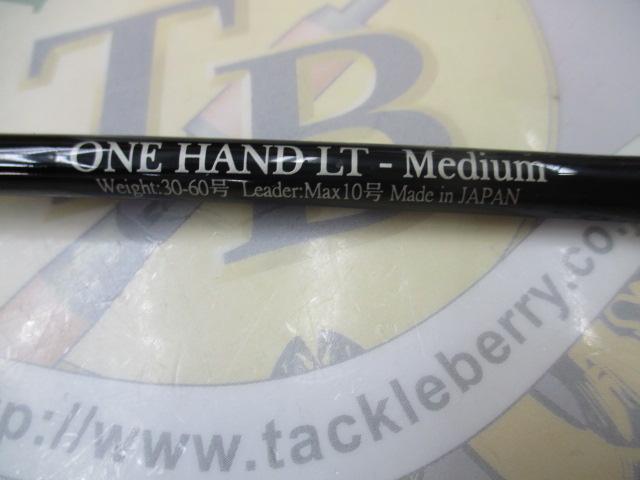 TB
ONE HAND LT - Medium
Weight:30-60号 Leader:Max10号 Made in JAPAN
http://www.tackleberry.co